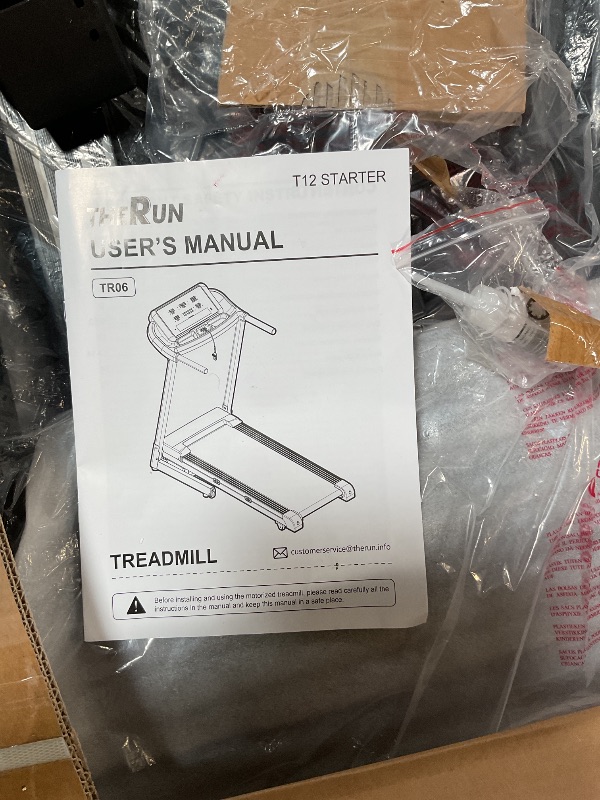 T12 STARTER
THERUN
USER'S MANUAL
TR06
TREADMILL
customerservice@therun.info
Before installing and using the motorized treadmill, please read carefully all the
instructions in the manual and keep this manual in a safe place.